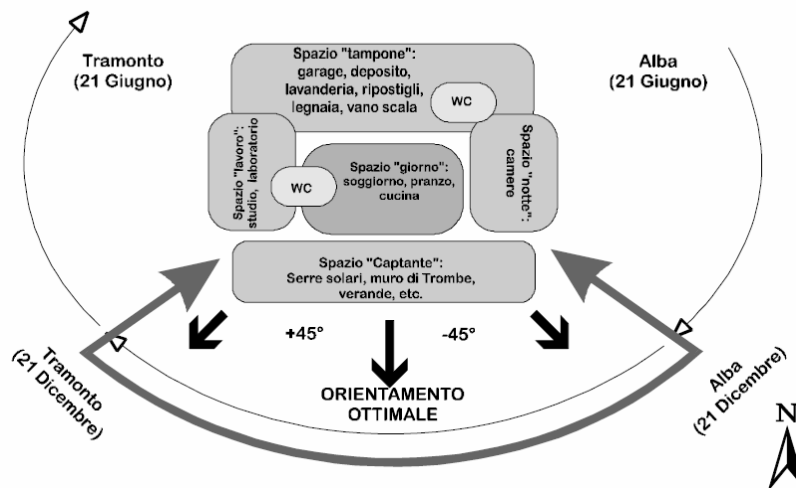 Tramonto
(21 Giugno)
Spazio "tampone":
garage, deposito,
lavanderia, ripostigli,
legnaia, vano scala
WC
Alba
(21 Giugno)
Spazio "lavoro":
studio, laboratorio
WC
Spazio "giorno":
soggiorno, pranzo,
cucina
Spazio "notte":
camere
Spazio "Captante":
Serre solari, muro di Trombe,
verande, etc.
+45°
-45°
Tramonto
(21 Dicembre)
ORIENTAMENTO
OTTIMALE
Alba
(21 Dicembre)
N